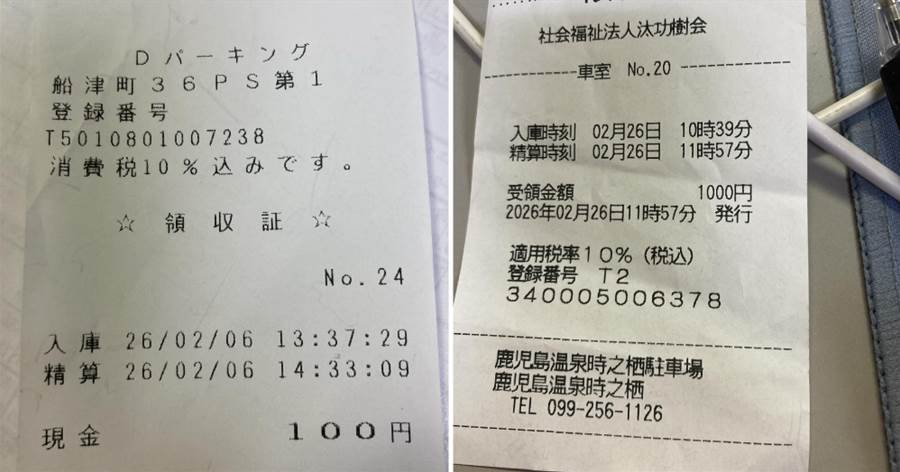 Dパーキング
船津町36PS第1
登録番号
T5010801007238
消費税10%込みです。
☆ 領収証 ☆
No.24
入庫 26/02/06 13:37:29
精算 26/02/06 14:33:09
現金 100円
社会福祉法人汰功樹会
車室 No.20
入庫時刻 02月26日 10時39分
精算時刻 02月26日 11時57分
受領金額 1000円
2026年02月26日11時57分 発行
適用税率10%(税込)
登録番号 T2
340005006378
鹿児島温泉時之栖駐車場
鹿児島温泉時之栖
TEL 099-256-1126